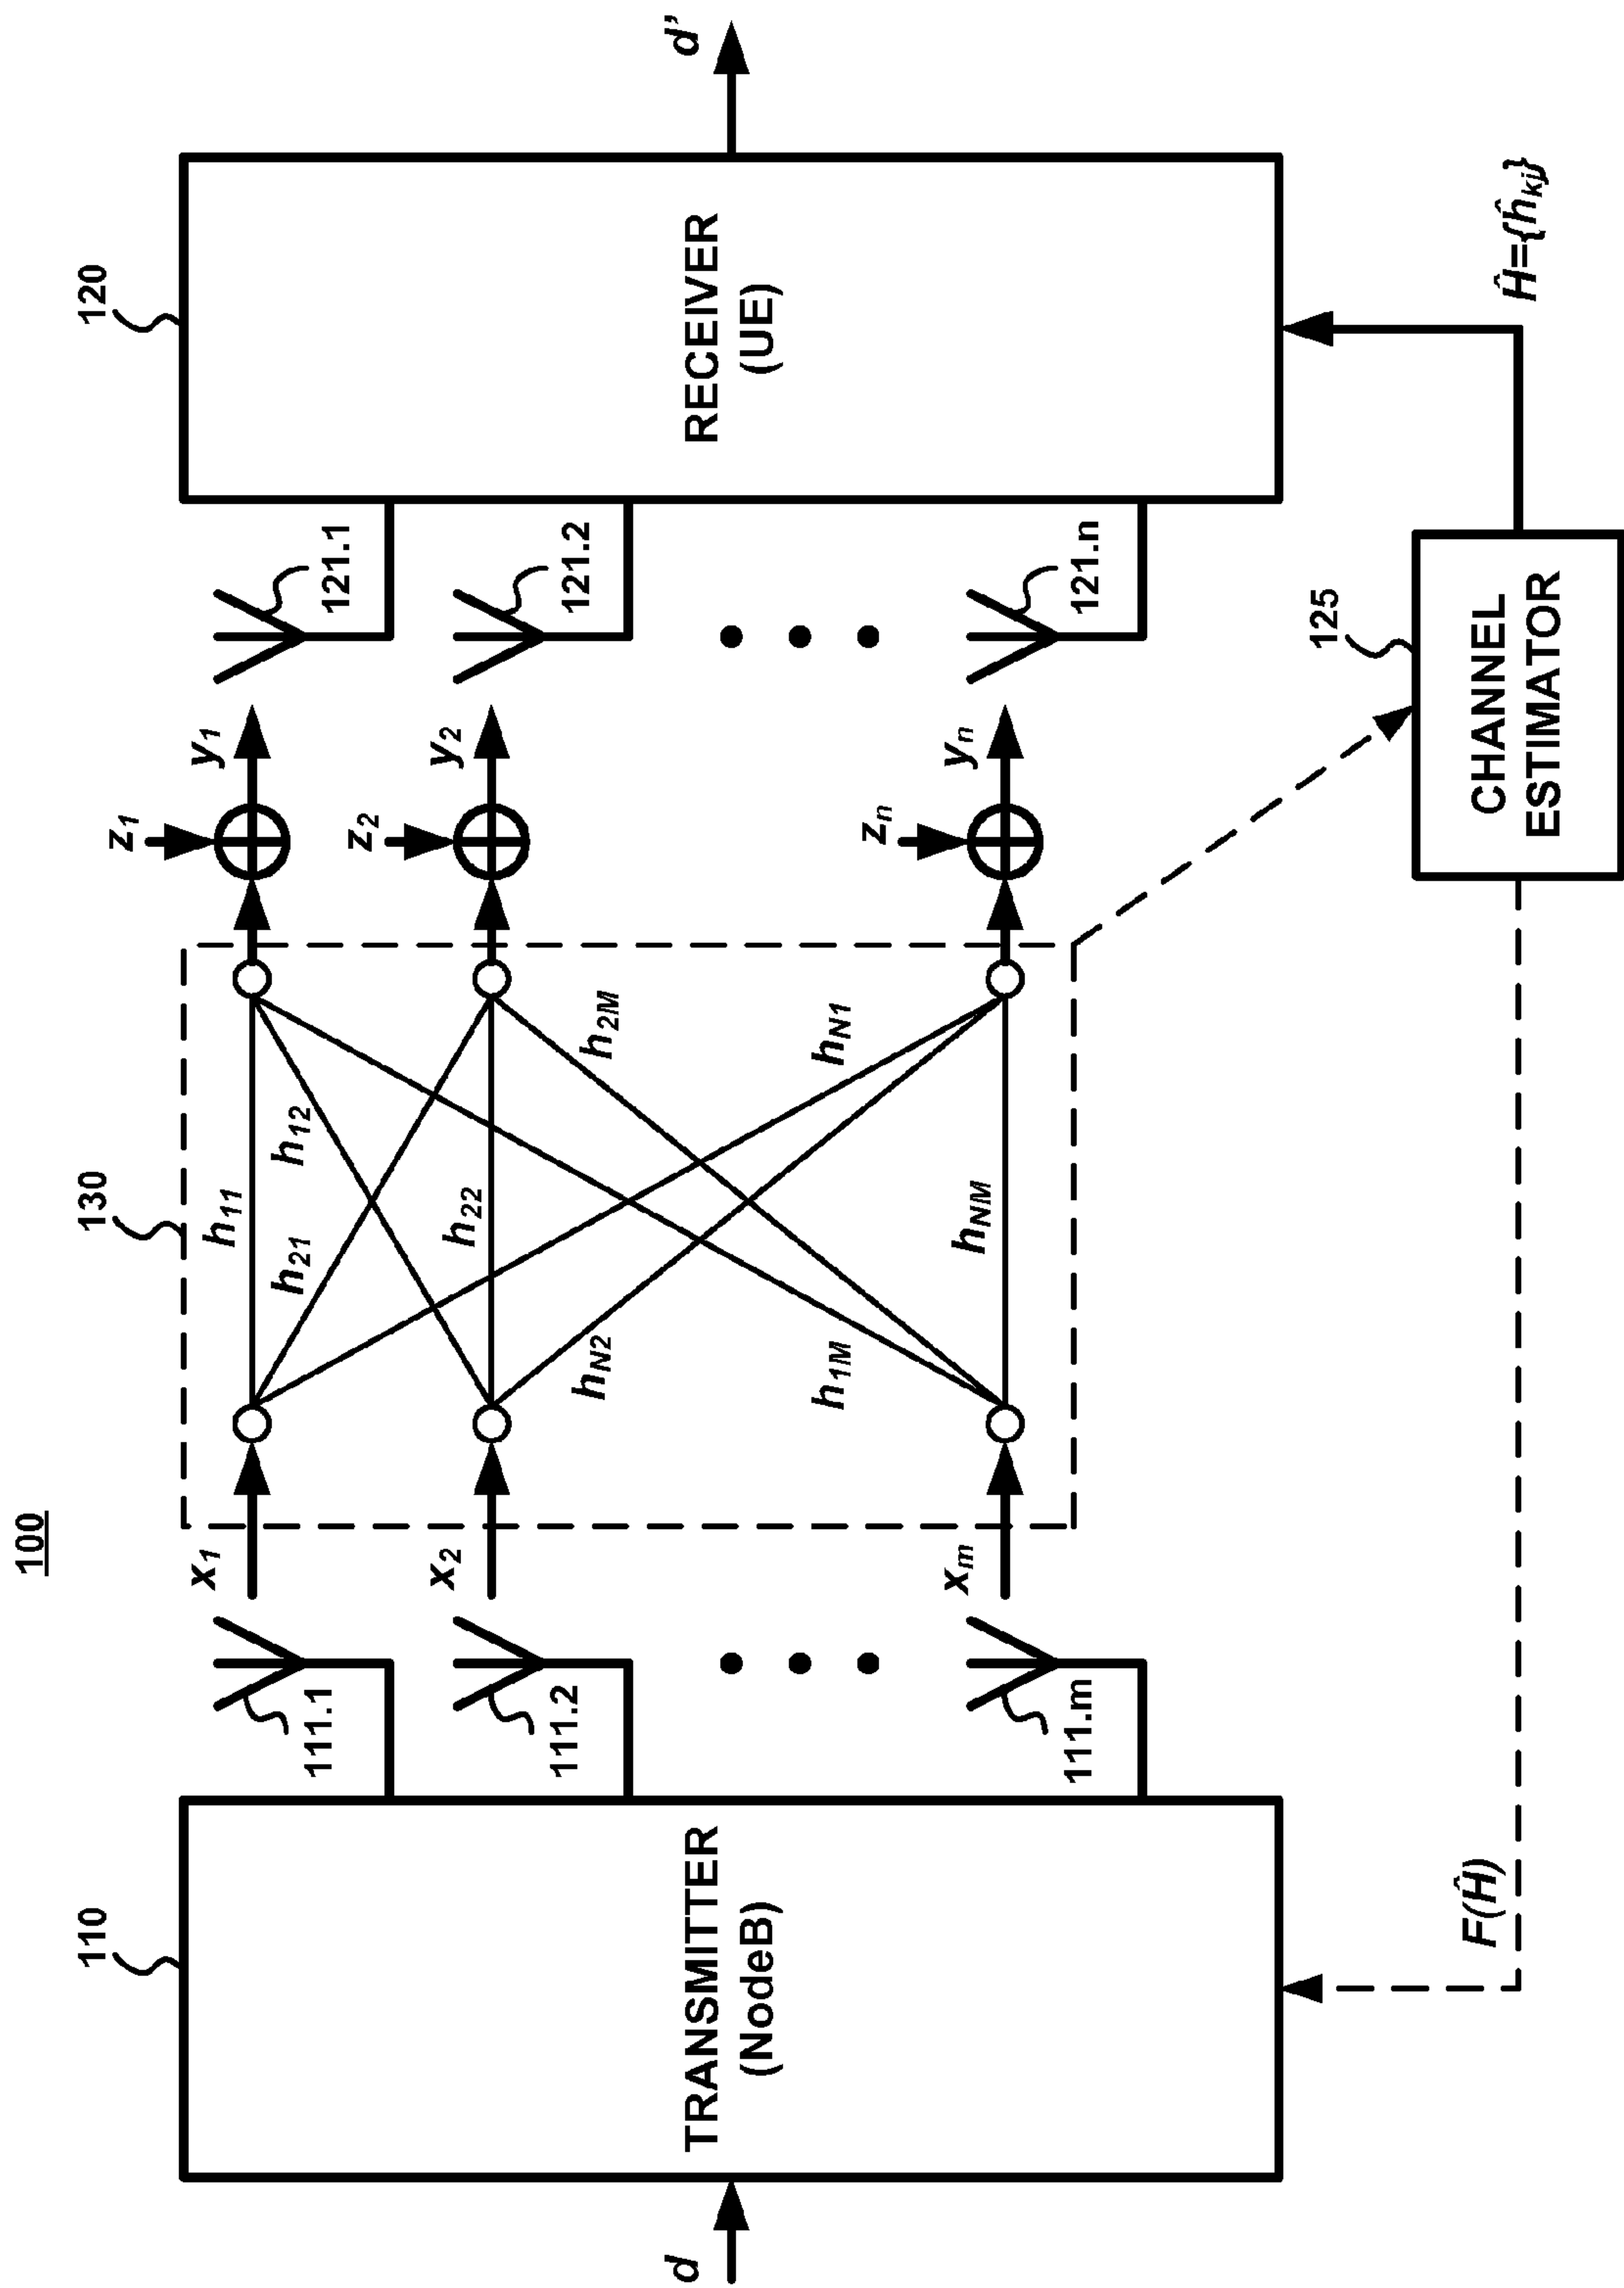 100
110
TRANSMITTER
(NodeB)
d
111.1
111.2
111.m
x1
x2
xm
130
h11
h12
h21
h22
h2M
hN1
hN2
h1M
hNM
z1
z2
zn
y1
y2
yn
121.1
121.2
121.n
120
RECEIVER
(UE)
d’
125
CHANNEL
ESTIMATOR
F(Ĥ)
Ĥ={ĥkj}